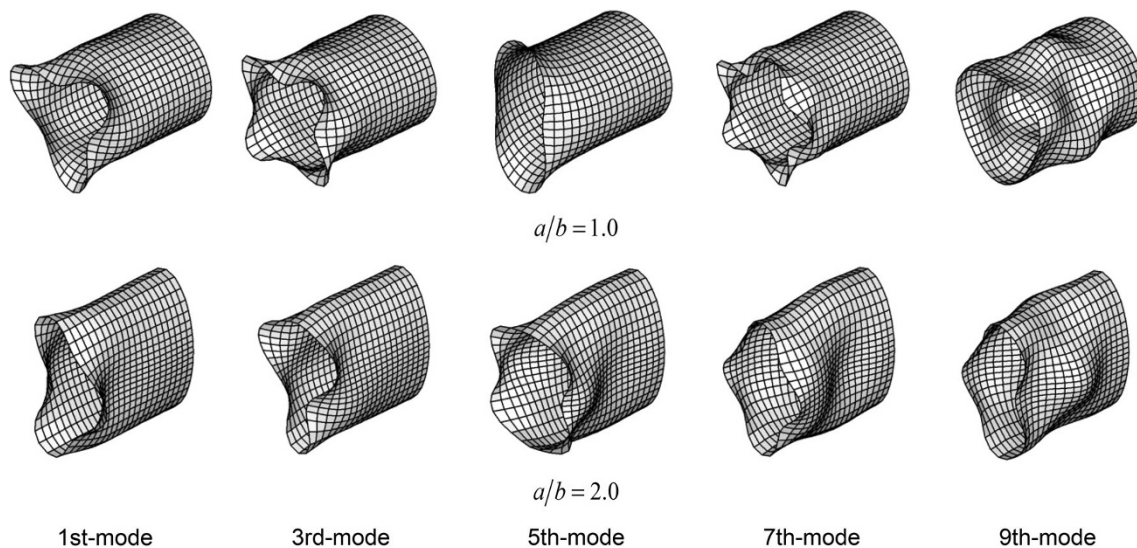 a/b = 1.0
a/b = 2.0
1st-mode 3rd-mode 5th-mode 7th-mode 9th-mode